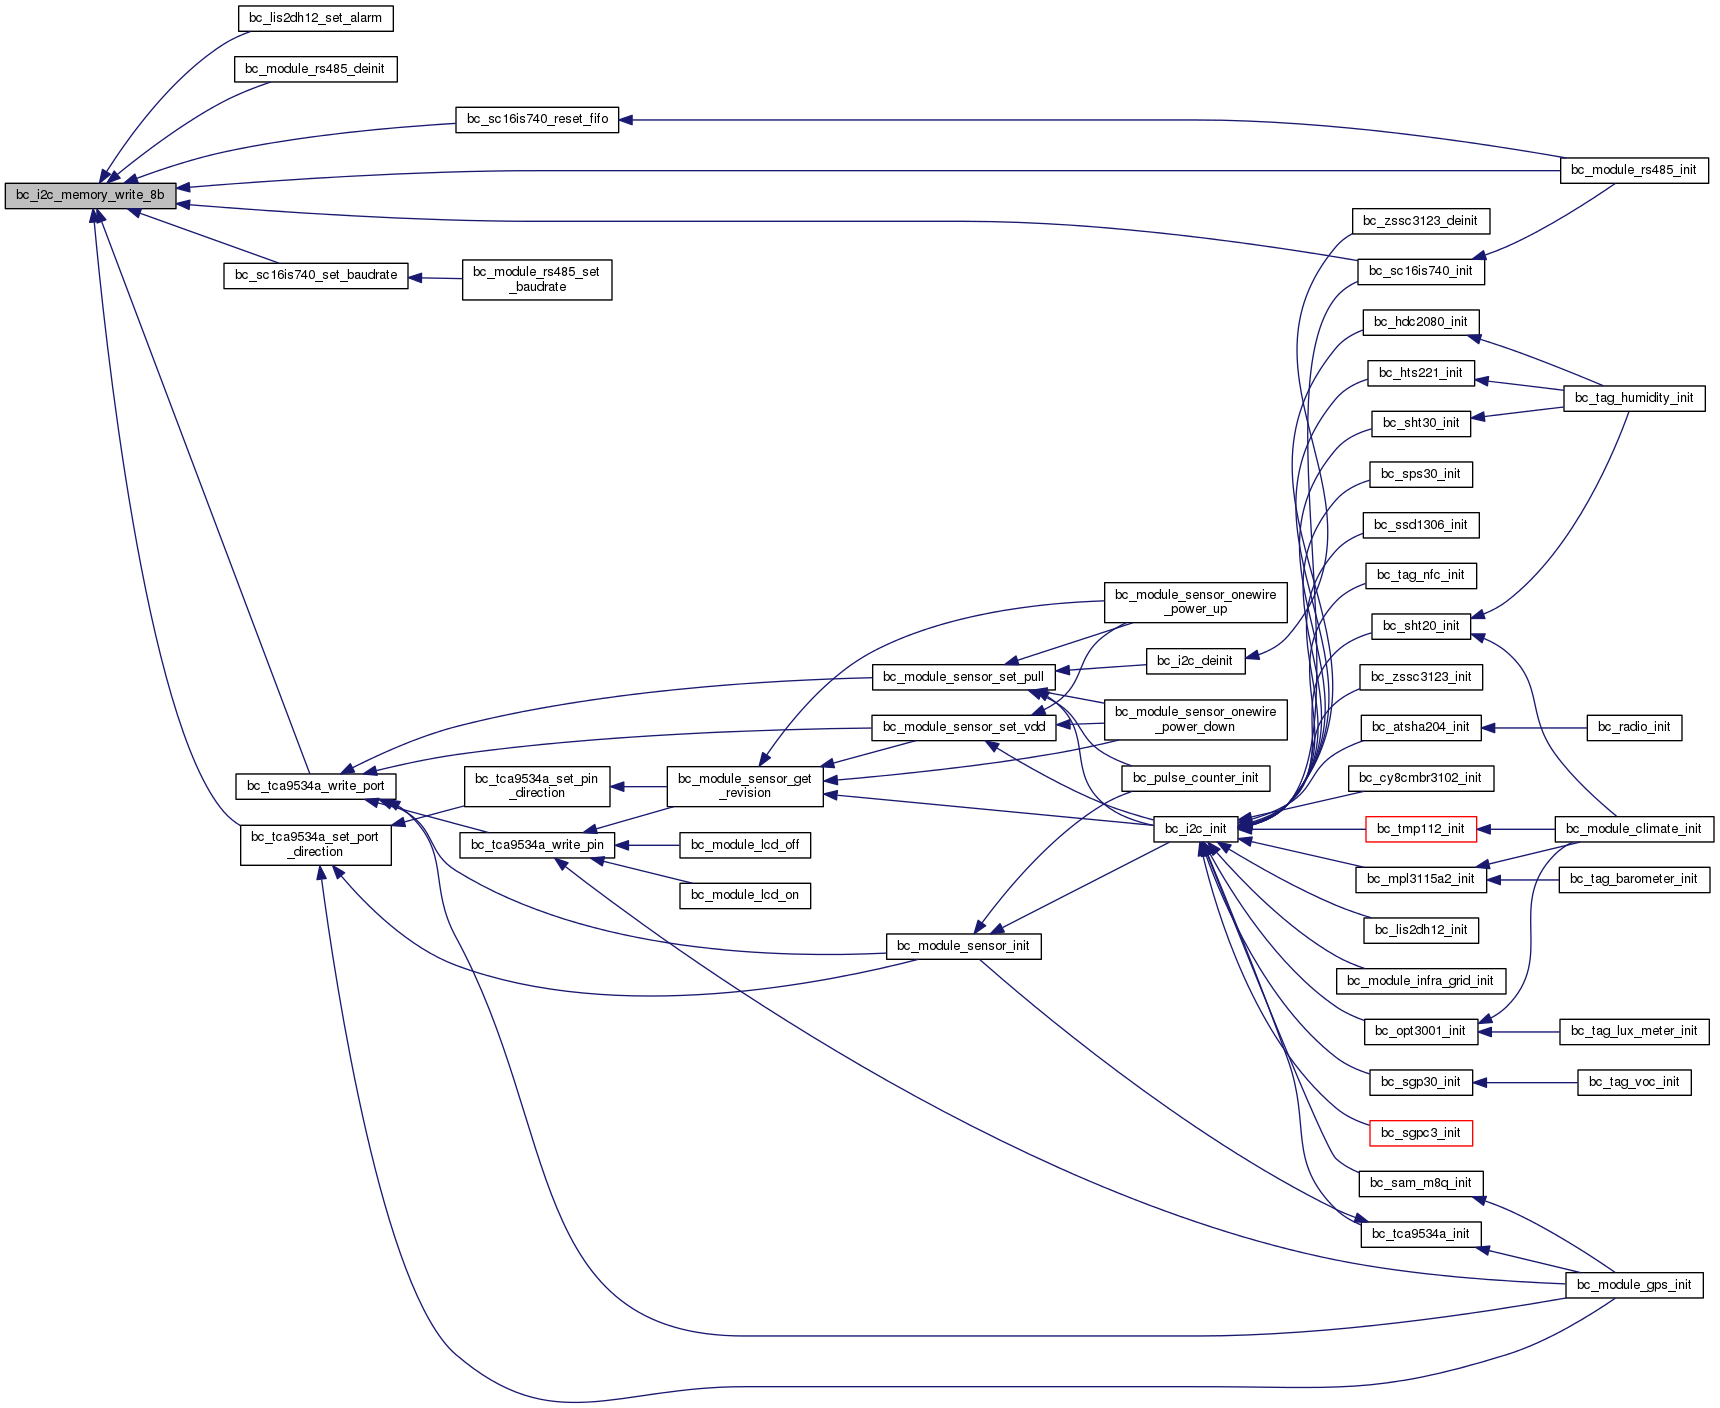 bc_lis2dh12_set_alarm
bc_module_rs485_deinit
bc_sc16is740_reset_fifo
bc_module_rs485_init
bc_i2c_memory_write_8b
bc_zssc3123_deinit
bc_sc16is740_set_baudrate
bc_module_rs485_set
_baudrate
bc_sc16is740_init
bc_hdc2080_init
bc_hts221_init
bc_tag_humidity_init
bc_sht30_init
bc_sps30_init
bc_ssd1306_init
bc_tag_nfc_init
bc_module_sensor_onewire
_power_up
bc_sht20_init
bc_i2c_deinit
bc_module_sensor_set_pull
bc_zssc3123_init
bc_module_sensor_onewire
_power_down
bc_module_sensor_set_vdd
bc_atsha204_init
bc_radio_init
bc_tca9534a_write_port
bc_tca9534a_set_pin
_direction
bc_module_sensor_get
_revision
bc_pulse_counter_init
bc_cy8cmbr3102_init
bc_tca9534a_set_port
_direction
bc_tca9534a_write_pin
bc_module_lcd_off
bc_i2c_init
bc_tmp112_init
bc_module_climate_init
bc_module_lcd_on
bc_mpl3115a2_init
bc_tag_barometer_init
bc_lis2dh12_init
bc_module_sensor_init
bc_module_infra_grid_init
bc_opt3001_init
bc_tag_lux_meter_init
bc_sgp30_init
bc_tag_voc_init
bc_sgpc3_init
bc_sam_m8q_init
bc_tca9534a_init
bc_module_gps_init